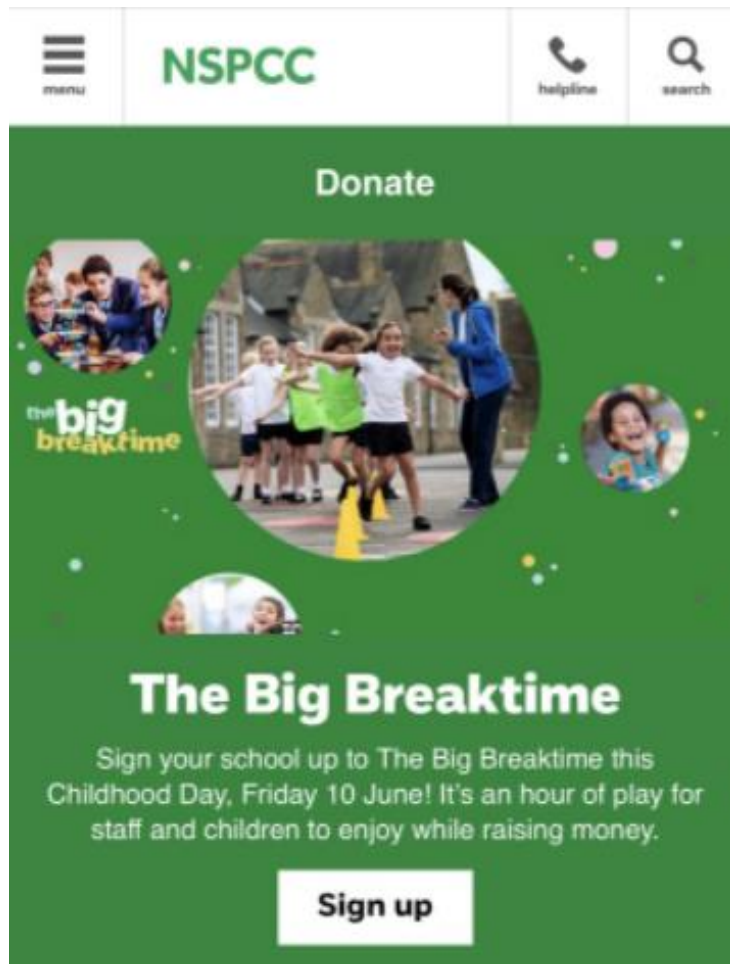 menu
NSPCC
helpline
search
Donate
the big
breaktime
The Big Breaktime
Sign your school up to The Big Breaktime this
Childhood Day, Friday 10 June! It's an hour of play for
staff and children to enjoy while raising money.
Sign up